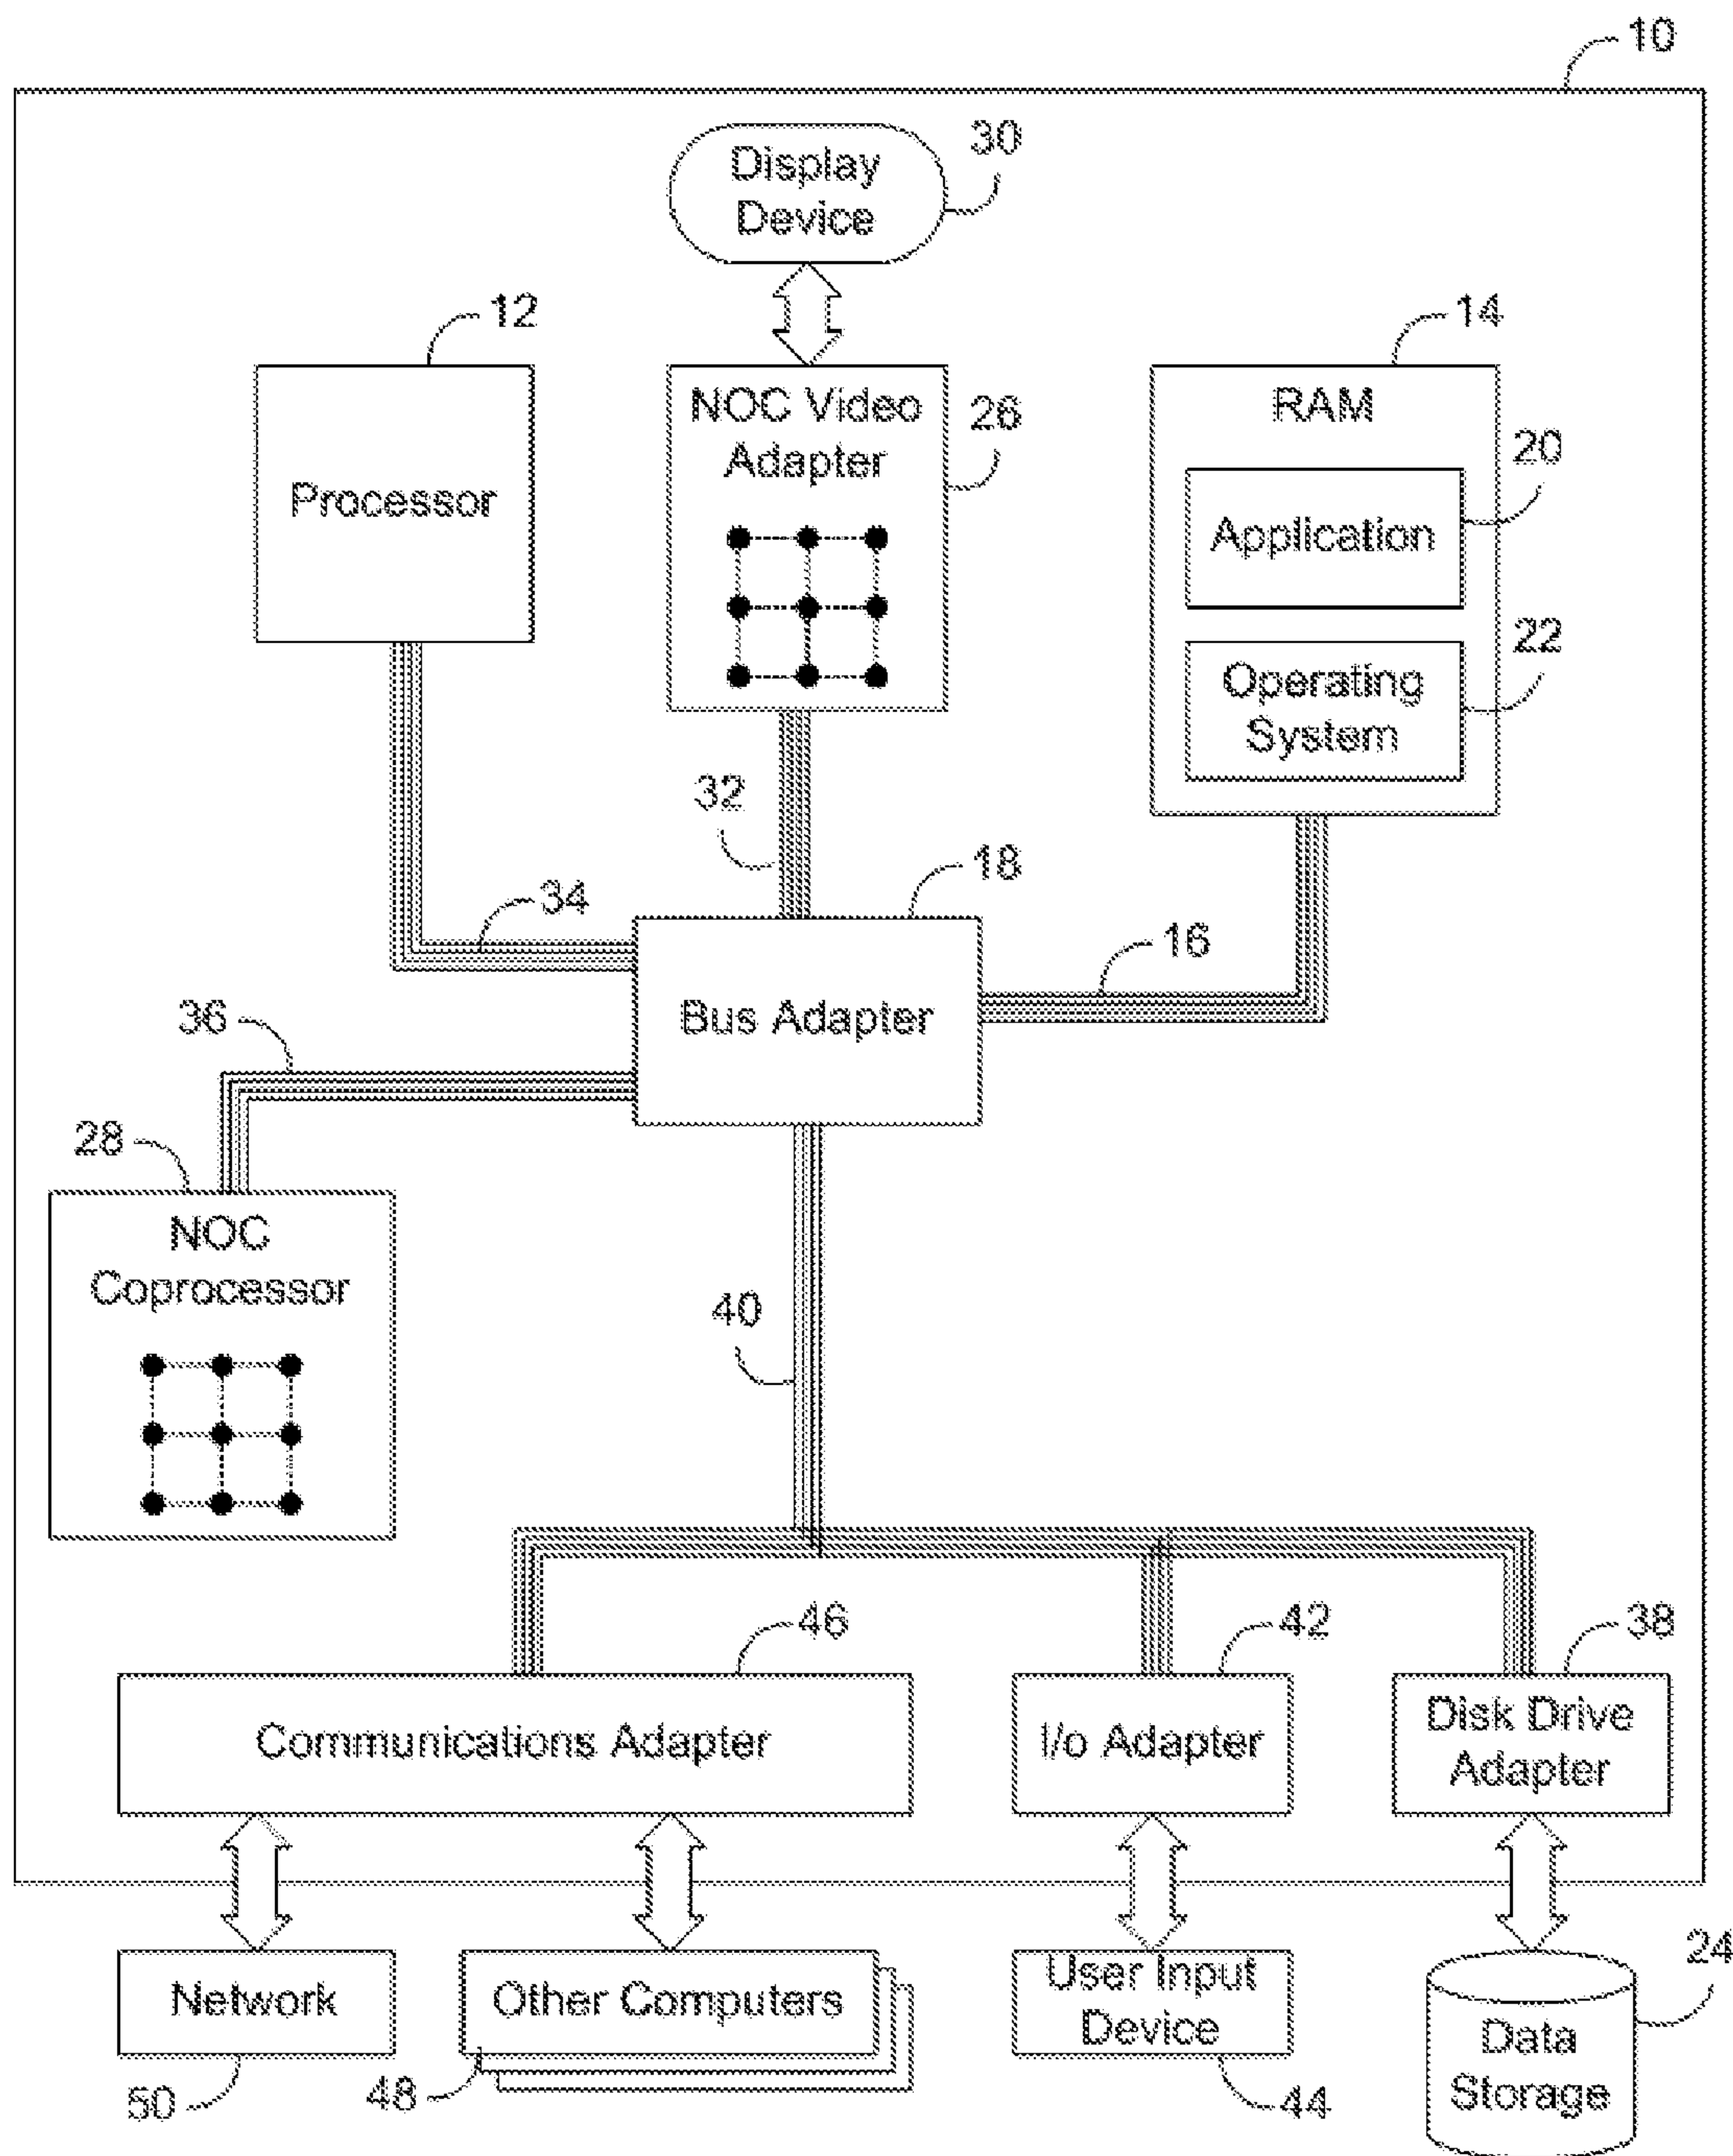 10
Display
Device
30
12
14
Processor
NOC Video
Adapter
26
RAM
20
Application
22
Operating
System
32
18
34
16
Bus Adapter
36
28
NOC
Coprocessor
40
46
42
38
Communications Adapter
I/o Adapter
Disk Drive
Adapter
Network
Other Computers
User Input
Device
24
Data
Storage
50
48
44